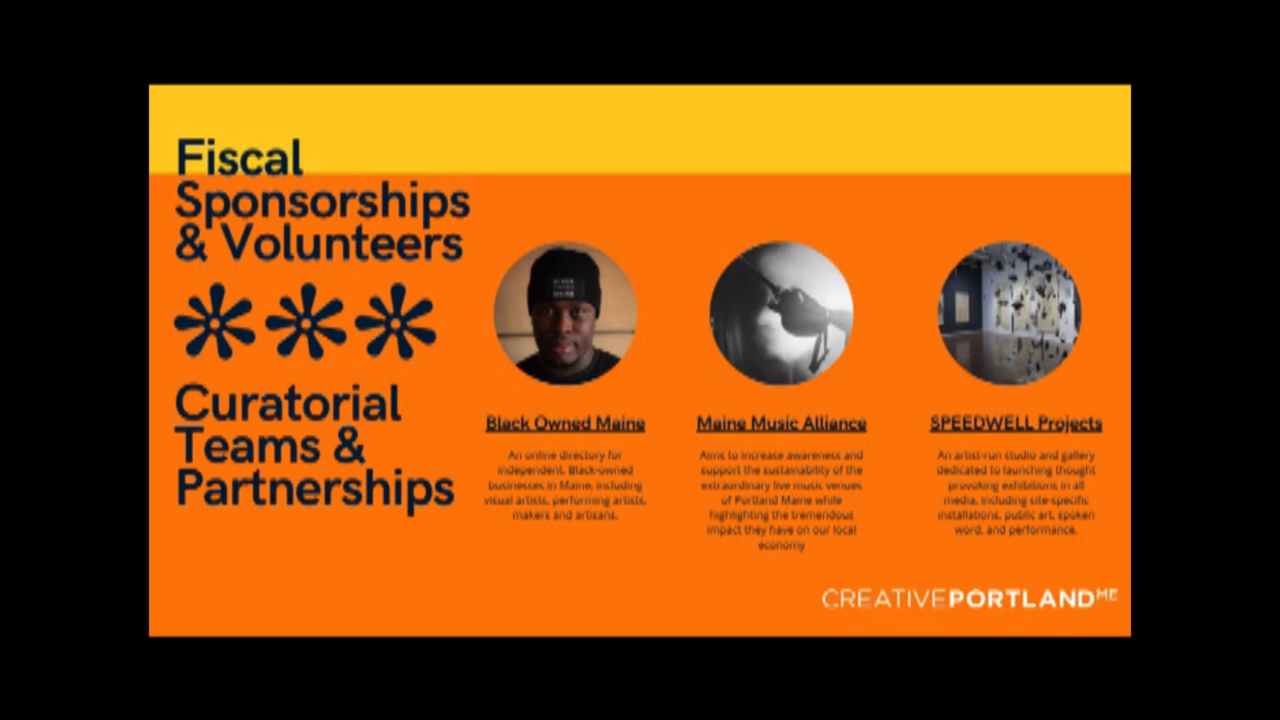 Fiscal
Sponsorships
& Volunteers
Curatorial
Teams &
Partnerships
Black Owned Maine
An online directory for
independent, Black-owned
businesses in Maine, including
visual artists, performing artists,
makers and artisans.
Maine Music Alliance
Aims to increase awareness and
support the sustainability of the
extraordinary live music venues
of Portland Maine while
highlighting the tremendous
impact they have on our local
economy
SPEEDWELL Projects
An artist-run studio and gallery
dedicated to launching thought
provoking exhibitions in all
media, including site-specific
installations, public art, spoken
word, and performance.
CREATIVEPORTLANDME